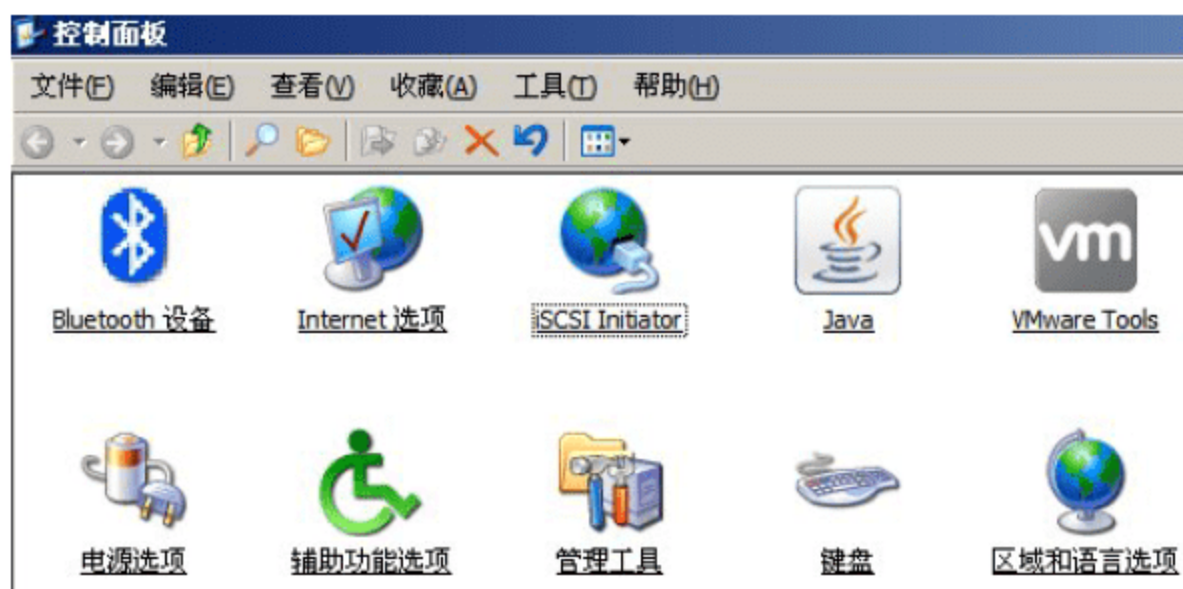 控制面板
文件(F) 编辑(E) 查看(V) 收藏(A) 工具(T) 帮助(H)
vm
Bluetooth 设备 Internet 选项 iSCSI Initiator Java VMware Tools
电源选项 辅助功能选项 管理工具 键盘 区域和语言选项